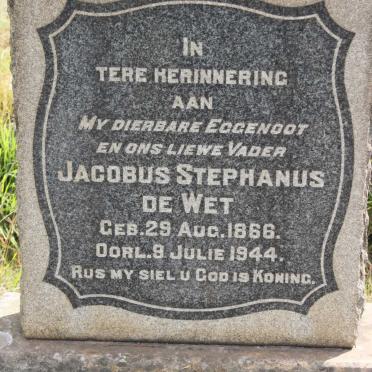 IN
TERE HERINNERING
AAN
MY DIERBARE EGGENOOT
EN ONS LIEWE VADER
JACOBUS STEPHANUS
DE WET
GEB. 29 AUG. 1866.
OORL. 9 JULIE 1944.
RUS MY SIEL U GOD IS KONING.